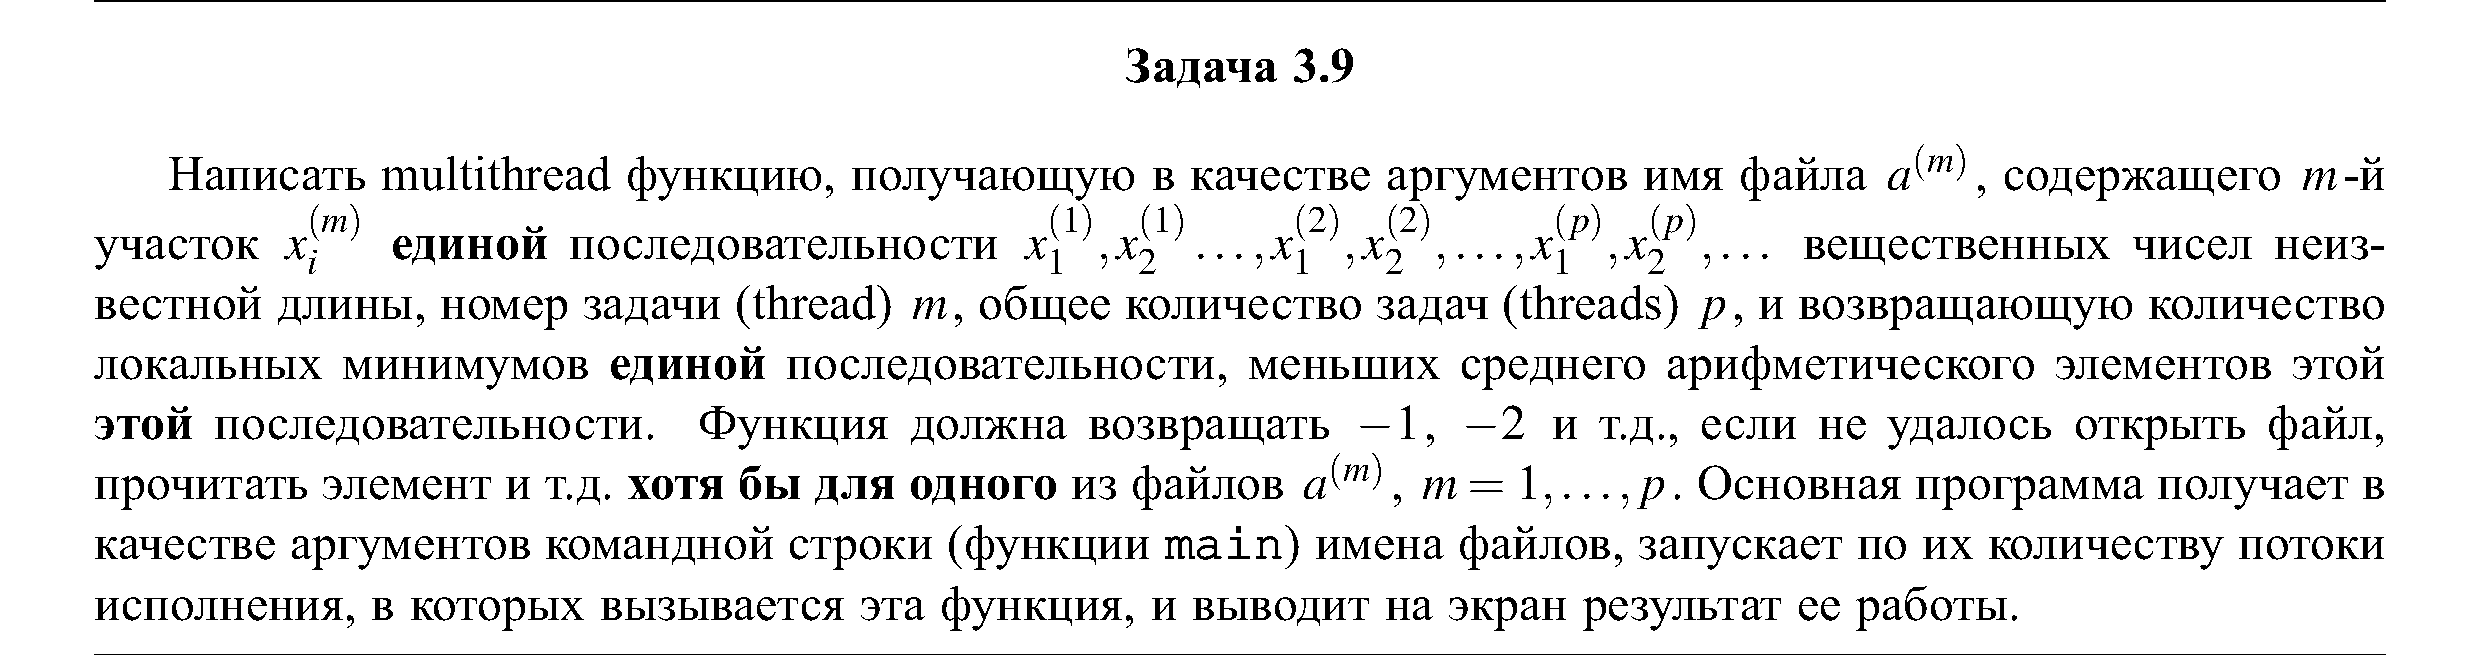 Задача 3.9
Написать multithread функцию, получающую в качестве аргументов имя файла a^{(m)}, содержащего m-й
участок x_i^{(m)} единой последовательности x_1^{(1)}, x_2^{(1)} …, x_1^{(2)}, x_2^{(2)}, …, x_1^{(p)}, x_2^{(p)}, … вещественных чисел неиз-
вестной длины, номер задачи (thread) m, общее количество задач (threads) p, и возвращающую количество
локальных минимумов единой последовательности, меньших среднего арифметического элементов этой
этой последовательности. Функция должна возвращать −1, −2 и т.д., если не удалось открыть файл,
прочитать элемент и т.д. хотя бы для одного из файлов a^{(m)}, m = 1, …, p. Основная программа получает в
качестве аргументов командной строки (функции main) имена файлов, запускает по их количеству потоки
исполнения, в которых вызывается эта функция, и выводит на экран результат ее работы.